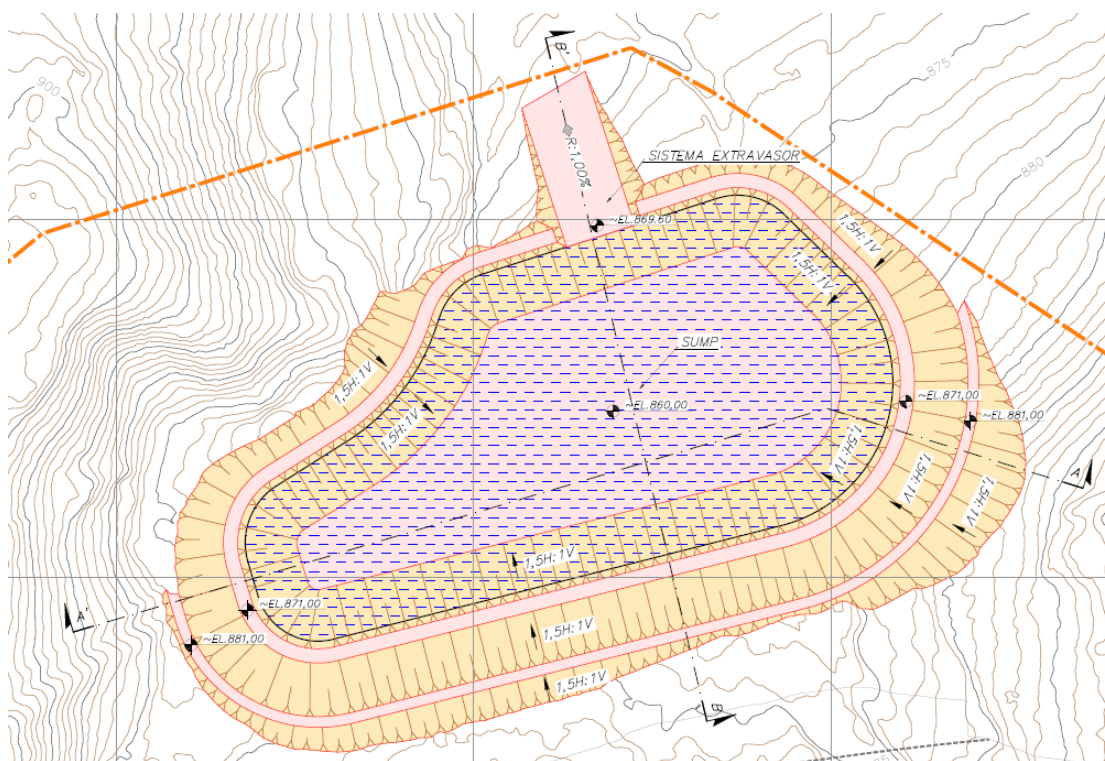 B'
900
875
880
R:1,00%
SISTEMA EXTRAVASOR
~EL.869.60
1,5H:1V
1,5H:1V
SUMP
1,5H:1V
1,5H:1V
~EL.860,00
~EL.871,00
~EL.881,00
1,5H:1V
1,5H:1V
1,5H:1V
A
A'
~EL.871,00
~EL.881,00
1,5H:1V
1,5H:1V
1,5H:1V
B